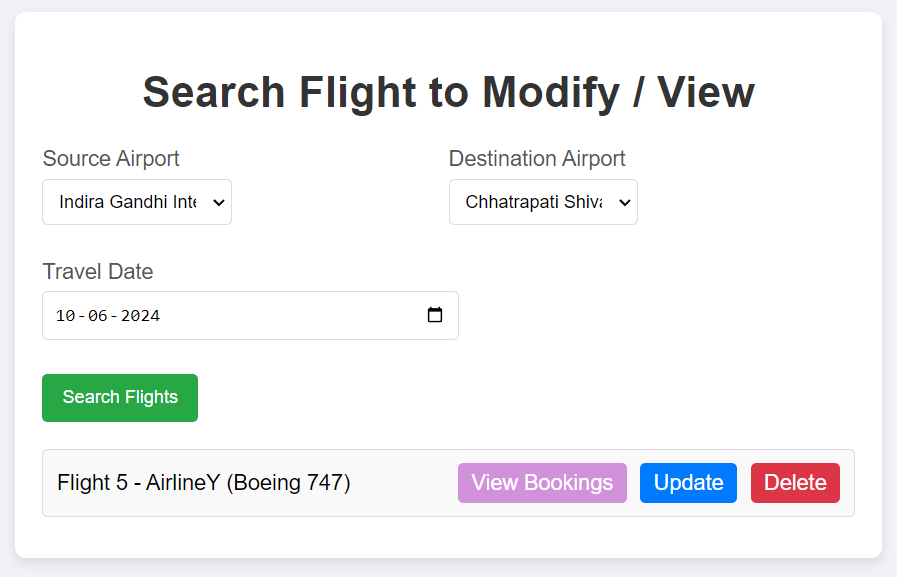 Search Flight to Modify / View
Source Airport
Destination Airport
Indira Gandhi Inte
Chhatrapati Shiva
Travel Date
10-06-2024
Search Flights
Flight 5 - AirlineY (Boeing 747)
View Bookings
Update
Delete